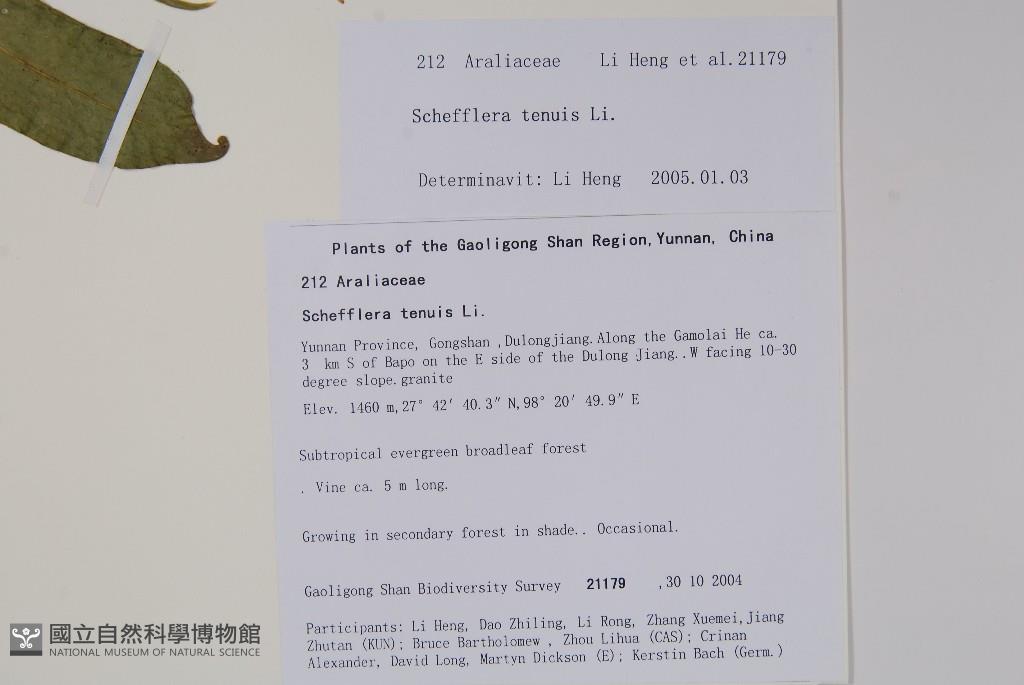 212 Araliaceae Li Heng et al.21179
Schefflera tenuis Li.
Determinavit: Li Heng 2005.01.03
Plants of the Gaoligong Shan Region,Yunnan, China
212 Araliaceae
Schefflera tenuis Li.
Yunnan Province, Gongshan ,Dulongjiang.Along the Gamolai He ca.
3 km S of Bapo on the E side of the Dulong Jiang..W facing 10-30
degree slope.granite
Elev. 1460 m,27° 42′ 40.3″ N,98° 20′ 49.9″ E
Subtropical evergreen broadleaf forest
. Vine ca. 5 m long.
Growing in secondary forest in shade.. Occasional.
Gaoligong Shan Biodiversity Survey 21179 ,30 10 2004
Participants: Li Heng, Dao Zhiling, Li Rong, Zhang Xuemei,Jiang
Zhutan (KUN); Bruce Bartholomew , Zhou Lihua (CAS); Crinan
Alexander, David Long, Martyn Dickson (E); Kerstin Bach (Germ.)
國立自然科學博物館
NATIONAL MUSEUM OF NATURAL SCIENCE